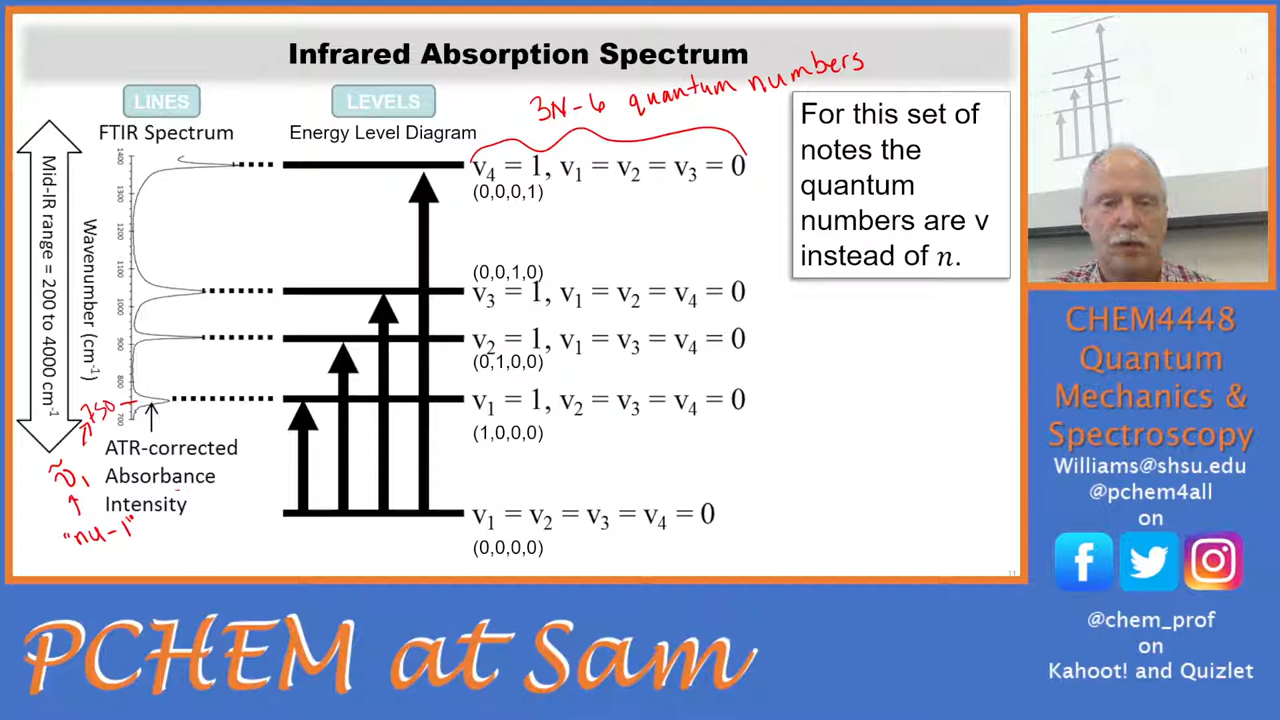 Infrared Absorption Spectrum
LINES
LEVELS
3N-6 quantum numbers
FTIR Spectrum
Energy Level Diagram
Mid-IR range = 200 to 4000 cm⁻¹
Wavenumber (cm⁻¹)
1400
1300
1200
1100
1000
900
800
700
v₄ = 1, v₁ = v₂ = v₃ = 0
(0,0,0,1)
(0,0,1,0)
v₃ = 1, v₁ = v₂ = v₄ = 0
v₂ = 1, v₁ = v₃ = v₄ = 0
(0,1,0,0)
v₁ = 1, v₂ = v₃ = v₄ = 0
(1,0,0,0)
v₁ = v₂ = v₃ = v₄ = 0
(0,0,0,0)
750
ATR-corrected
Absorbance
Intensity
ν̃₁
"nu-1"
For this set of
notes the
quantum
numbers are v
instead of n.
11
CHEM4448
Quantum
Mechanics &
Spectroscopy
Williams@shsu.edu
@pchem4all
on
@chem_prof
on
Kahoot! and Quizlet
PCHEM at Sam